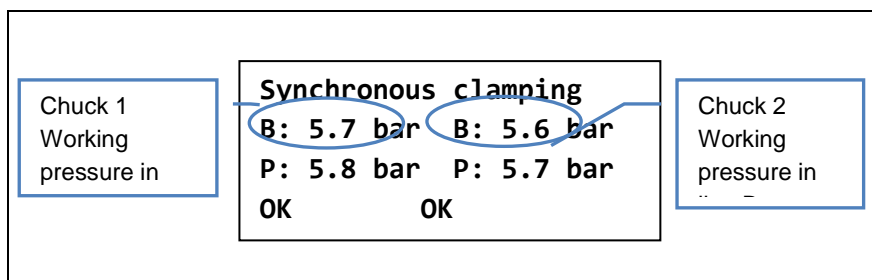 Chuck 1
Working
pressure in
Synchronous clamping
B: 5.7 bar B: 5.6 bar
P: 5.8 bar P: 5.7 bar
OK OK
Chuck 2
Working
pressure in